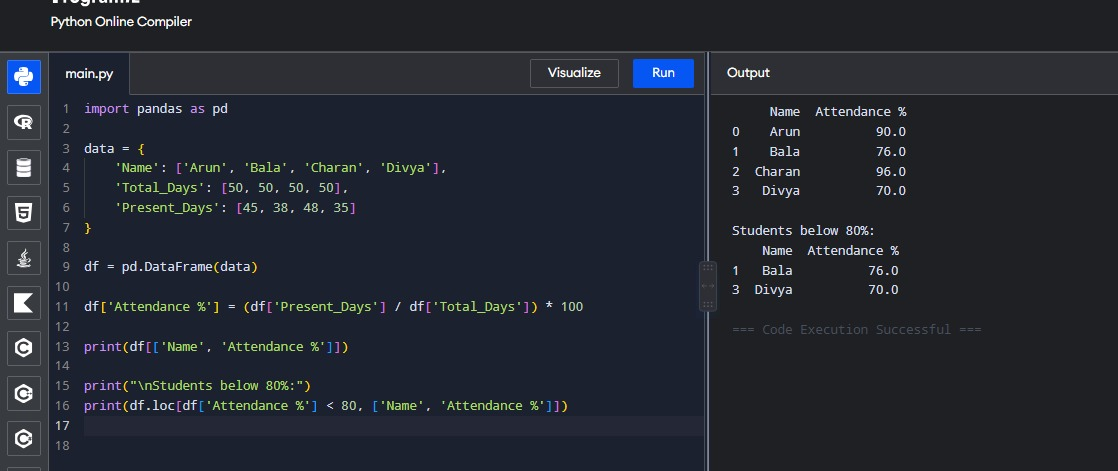 Programiz
Python Online Compiler
main.py
Visualize
Run
Output
1 import pandas as pd
2
3 data = {
4     'Name': ['Arun', 'Bala', 'Charan', 'Divya'],
5     'Total_Days': [50, 50, 50, 50],
6     'Present_Days': [45, 38, 48, 35]
7 }
8
9 df = pd.DataFrame(data)
10
11 df['Attendance %'] = (df['Present_Days'] / df['Total_Days']) * 100
12
13 print(df[['Name', 'Attendance %']])
14
15 print("\nStudents below 80%:")
16 print(df.loc[df['Attendance %'] < 80, ['Name', 'Attendance %']])
17
18
     Name  Attendance %
0    Arun          90.0
1    Bala          76.0
2  Charan          96.0
3   Divya          70.0
Students below 80%:
    Name  Attendance %
1   Bala          76.0
3  Divya          70.0
=== Code Execution Successful ===